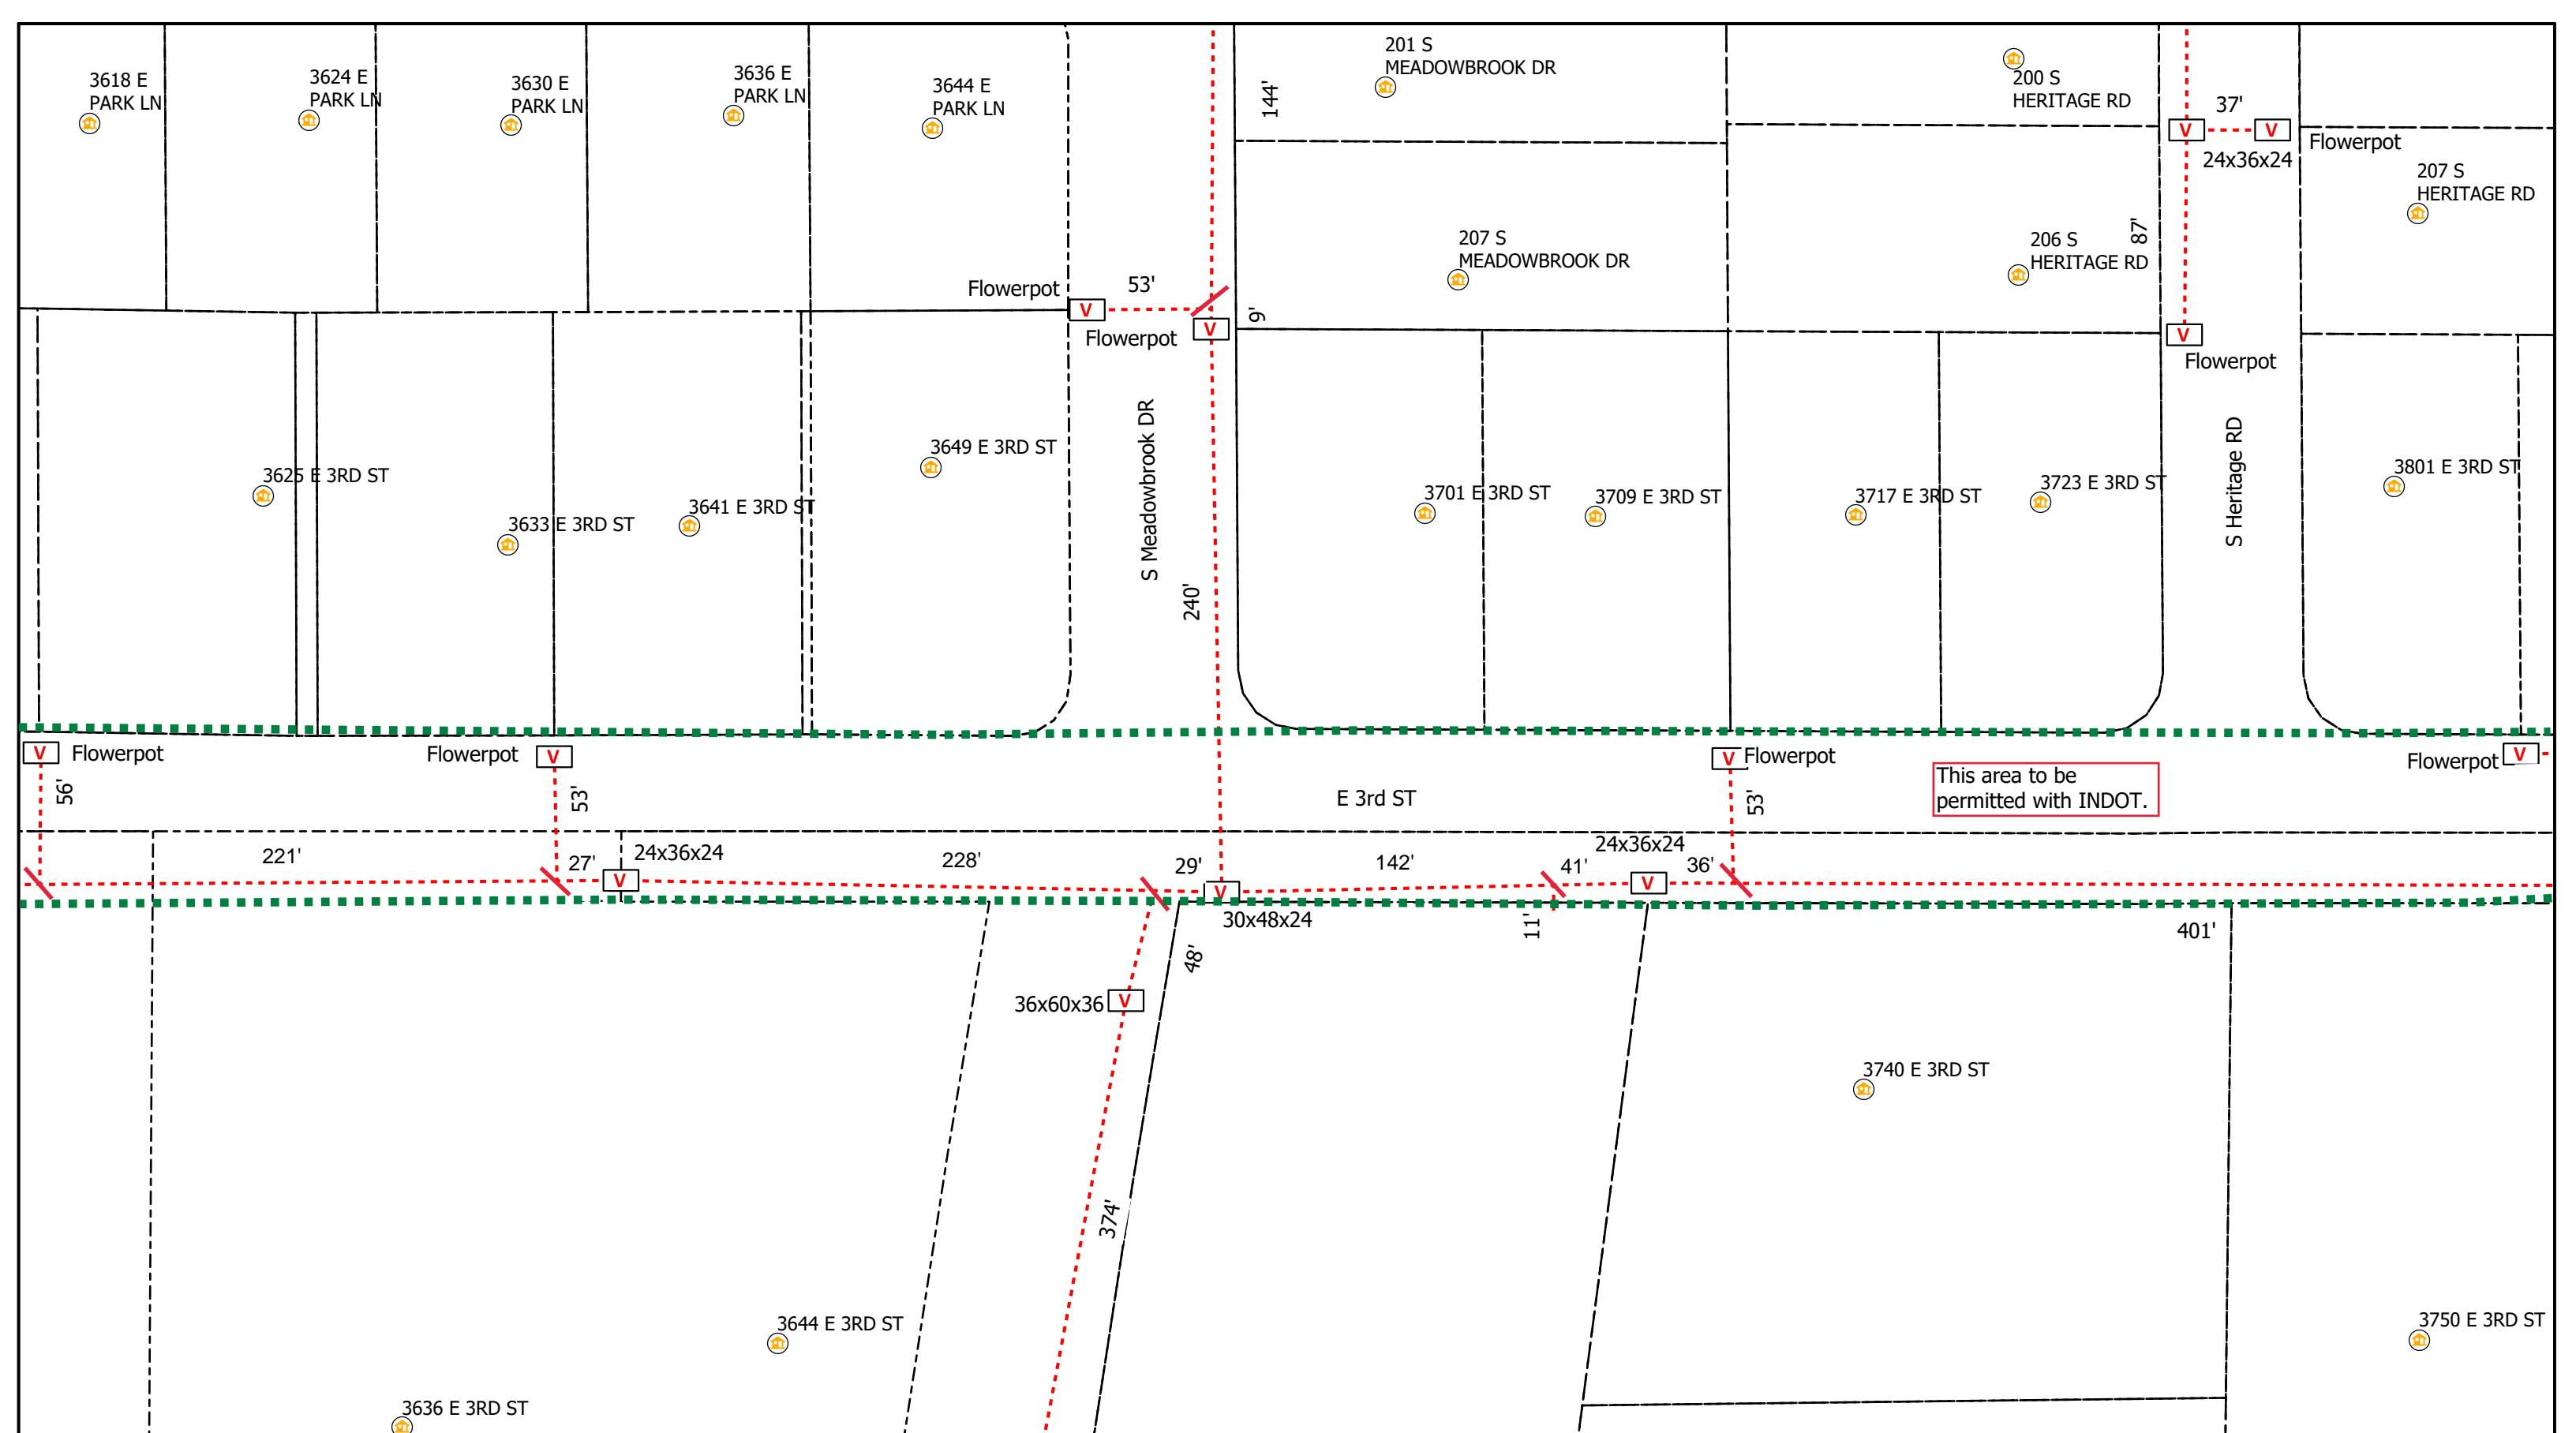 201 S
MEADOWBROOK DR
3618 E
PARK LN
3624 E
PARK LN
3630 E
PARK LN
3636 E
PARK LN
3644 E
PARK LN
144'
200 S
HERITAGE RD
37'
V
V
24x36x24
Flowerpot
207 S
HERITAGE RD
207 S
MEADOWBROOK DR
206 S
HERITAGE RD
87'
Flowerpot
53'
V
9'
Flowerpot
V
V
Flowerpot
S Meadowbrook DR
S Heritage RD
3649 E 3RD ST
3625 E 3RD ST
3633 E 3RD ST
3641 E 3RD ST
3701 E 3RD ST
3709 E 3RD ST
3717 E 3RD ST
3723 E 3RD ST
3801 E 3RD ST
240'
V
Flowerpot
Flowerpot
V
V
Flowerpot
Flowerpot
V
56'
53'
E 3rd ST
53'
This area to be
permitted with INDOT.
221'
27'
24x36x24
V
228'
29'
V
30x48x24
142'
41'
24x36x24
V
36'
11'
401'
48'
36x60x36
V
3740 E 3RD ST
374'
3644 E 3RD ST
3750 E 3RD ST
3636 E 3RD ST